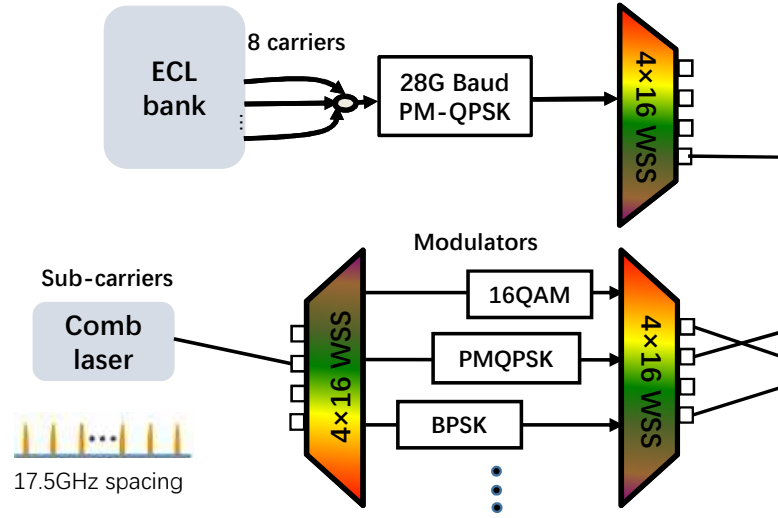 8 carriers
ECL
bank
28G Baud
PM-QPSK
4×16 WSS
Modulators
Sub-carriers
Comb
laser
4×16 WSS
16QAM
PMQPSK
BPSK
4×16 WSS
17.5GHz spacing